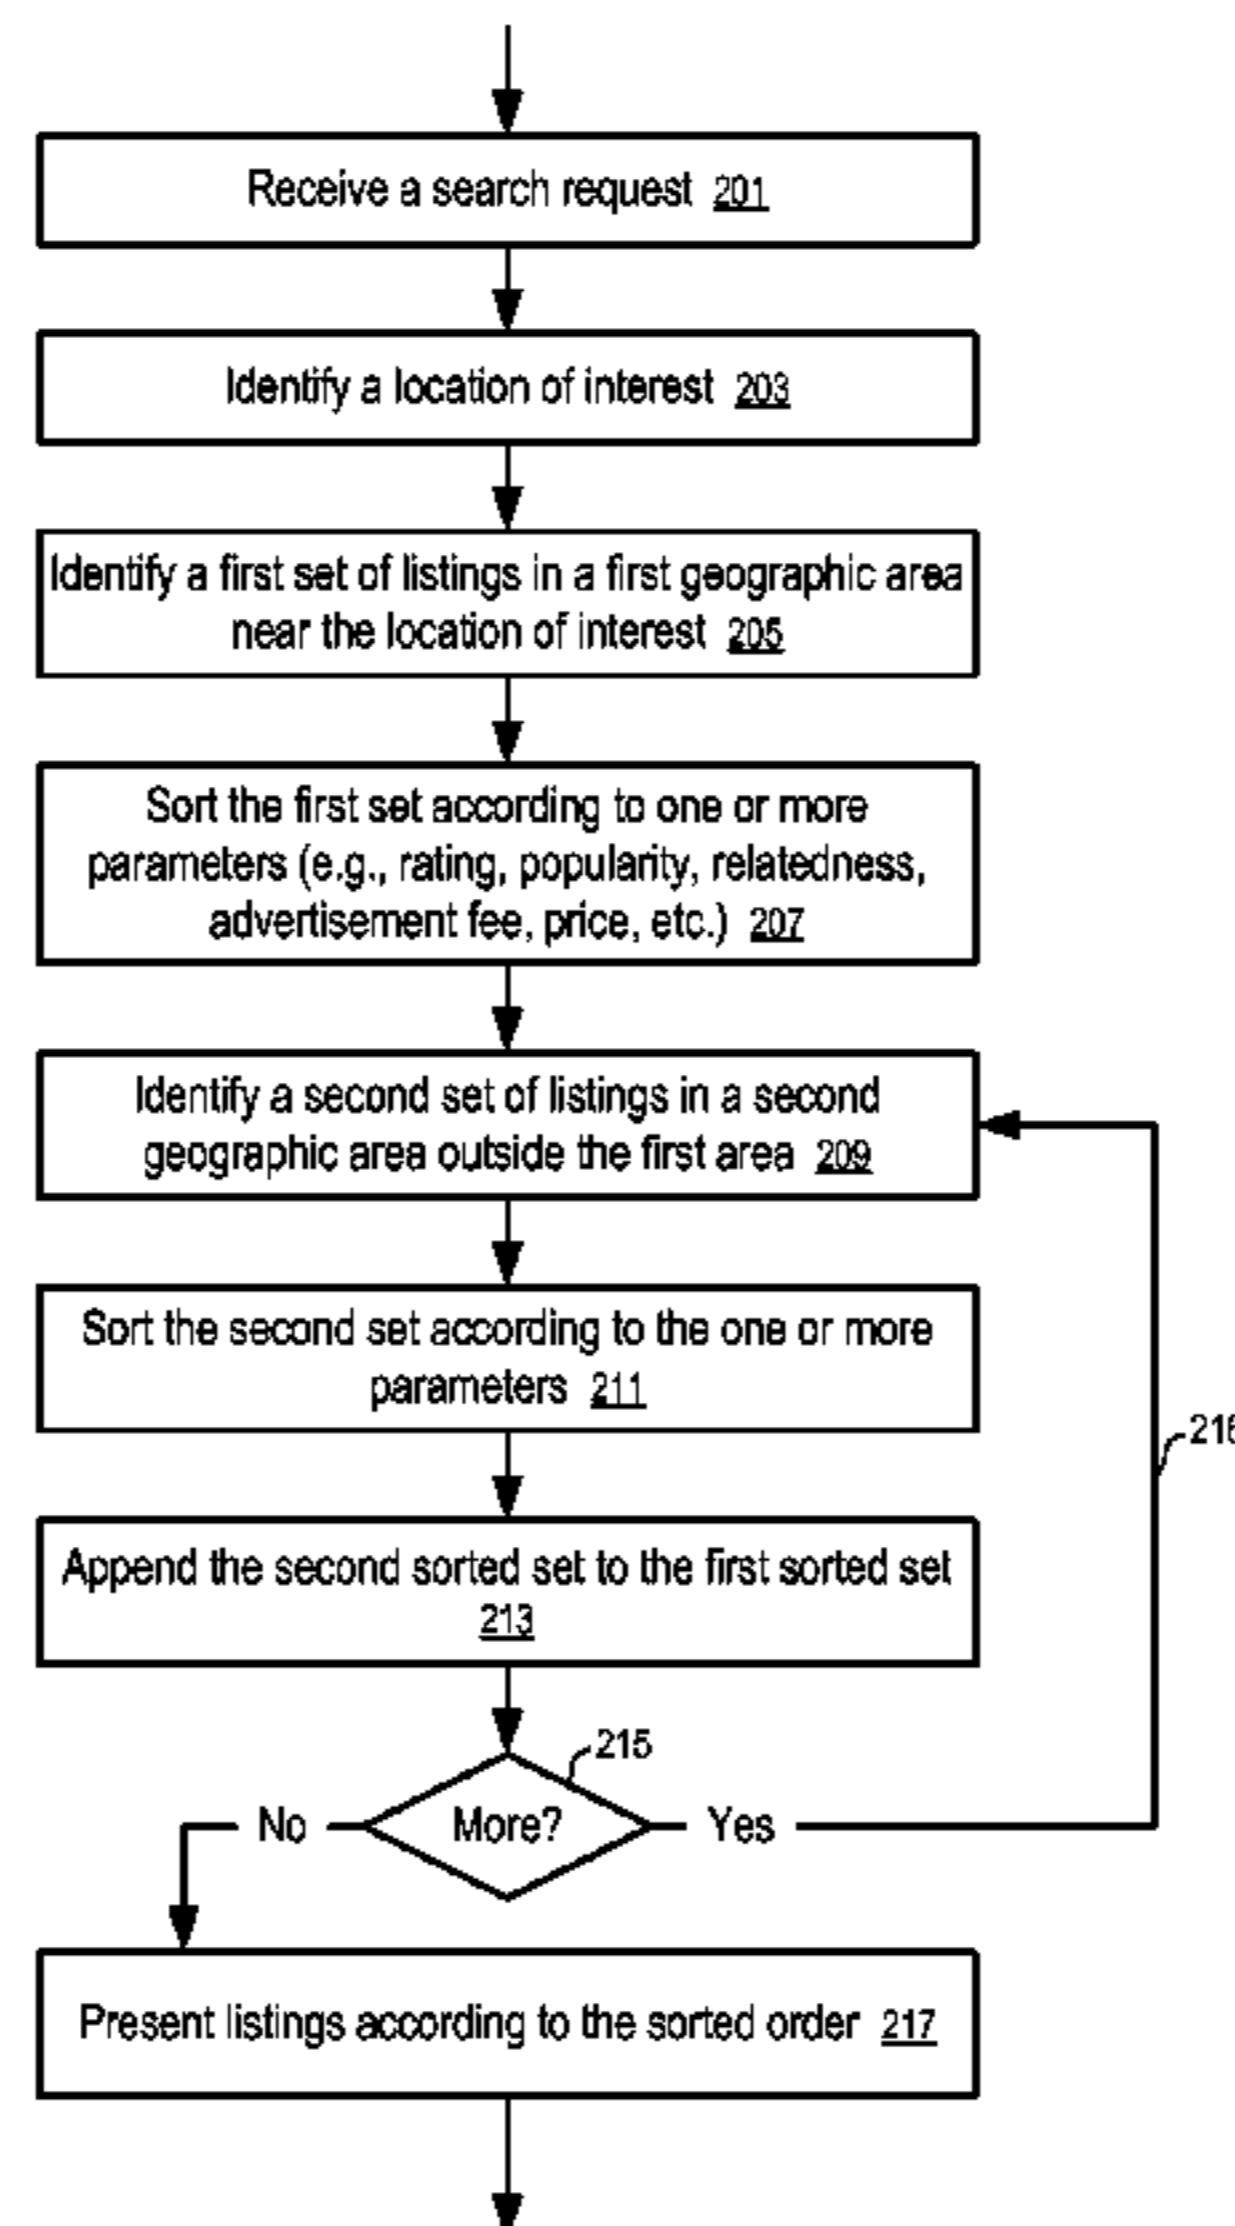 Receive a search request 201
Identify a location of interest 203
Identify a first set of listings in a first geographic area
near the location of interest 205
Sort the first set according to one or more
parameters (e.g., rating, popularity, relatedness,
advertisement fee, price, etc.) 207
Identify a second set of listings in a second
geographic area outside the first area 209
Sort the second set according to the one or more
parameters 211
Append the second sorted set to the first sorted set
213
215
No
More?
Yes
Present listings according to the sorted order 217